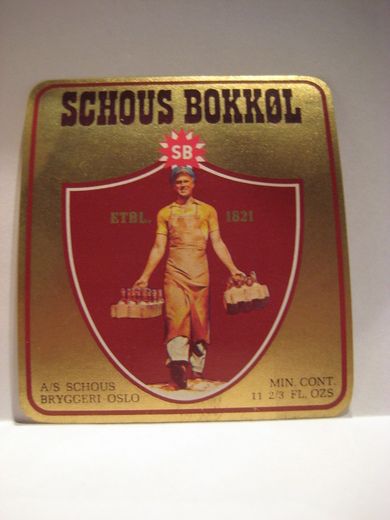 SCHOUS BOKKØL
SB
ETBL. 1821
A/S SCHOUS
BRYGGERI OSLO
MIN. CONT.
11 2/3 FL. OZS